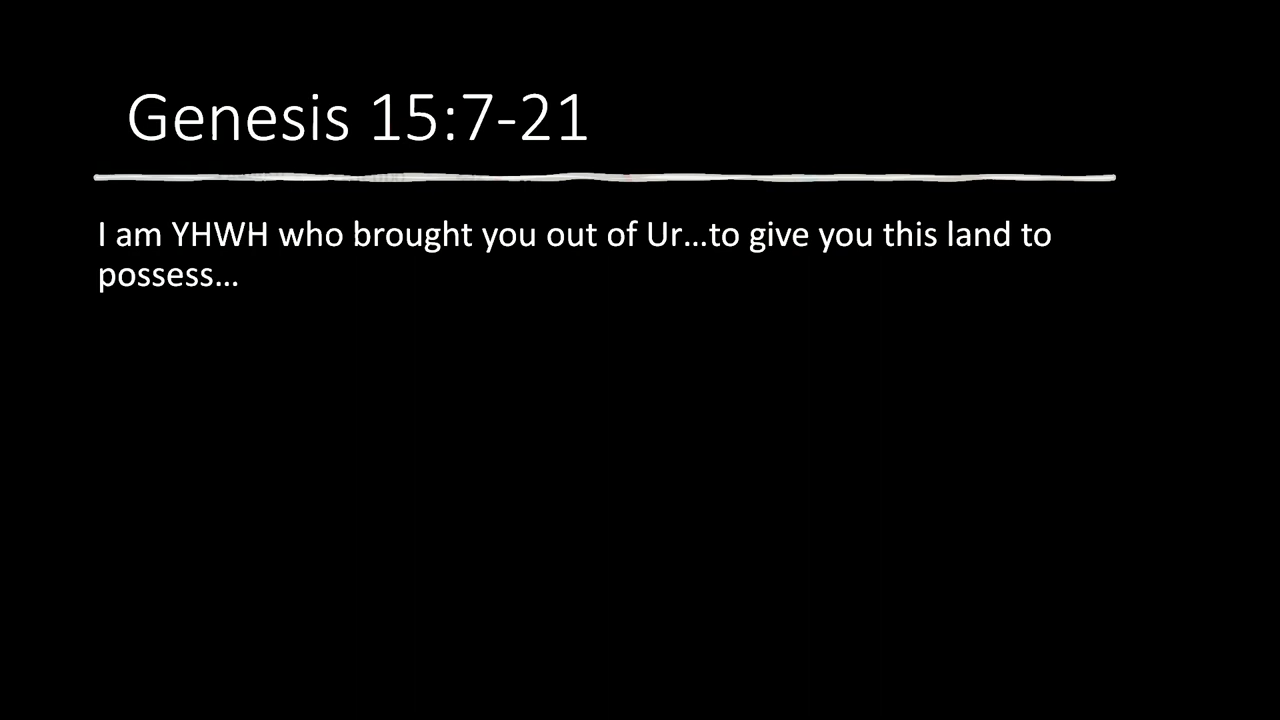 Genesis 15:7-21
I am YHWH who brought you out of Ur…to give you this land to
possess…